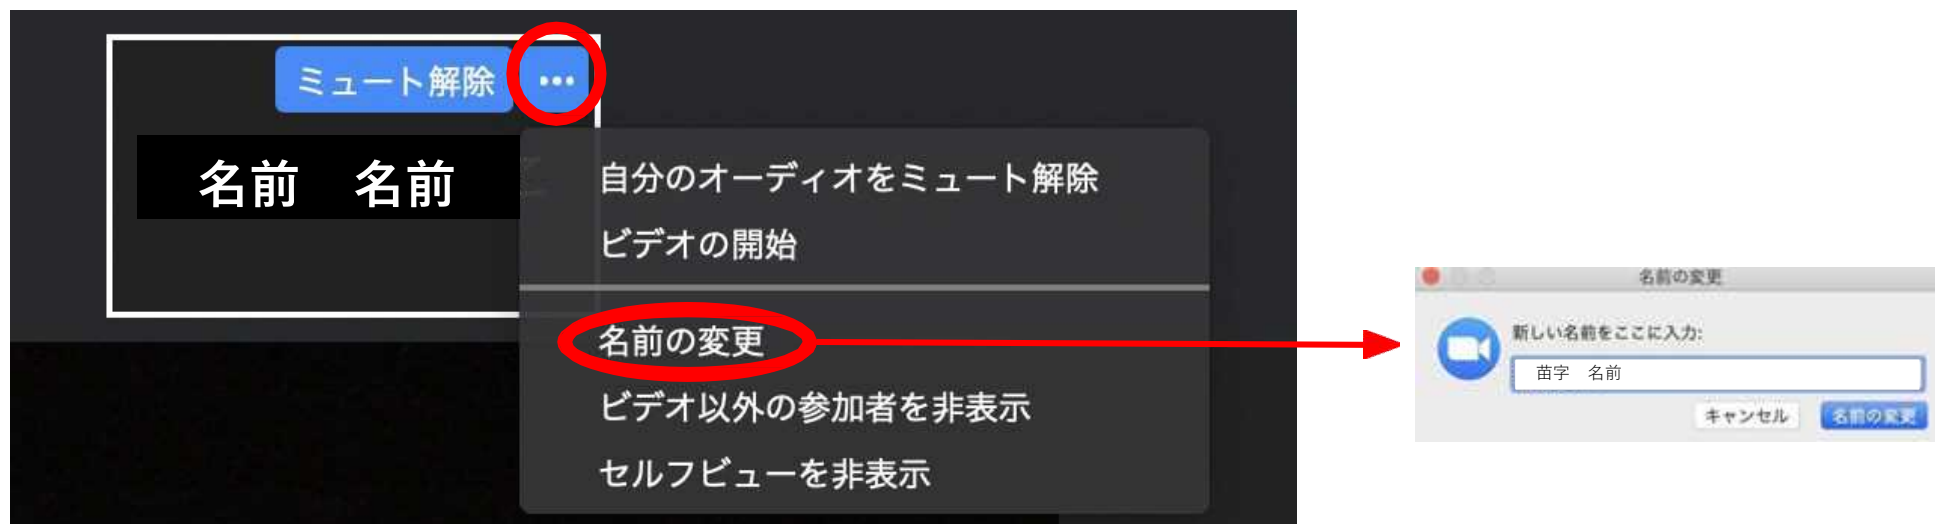 ミュート解除 •••
名前　名前
自分のオーディオをミュート解除
ビデオの開始
名前の変更
ビデオ以外の参加者を非表示
セルフビューを非表示
名前の変更
新しい名前をここに入力:
苗字　名前
キャンセル 名前の変更